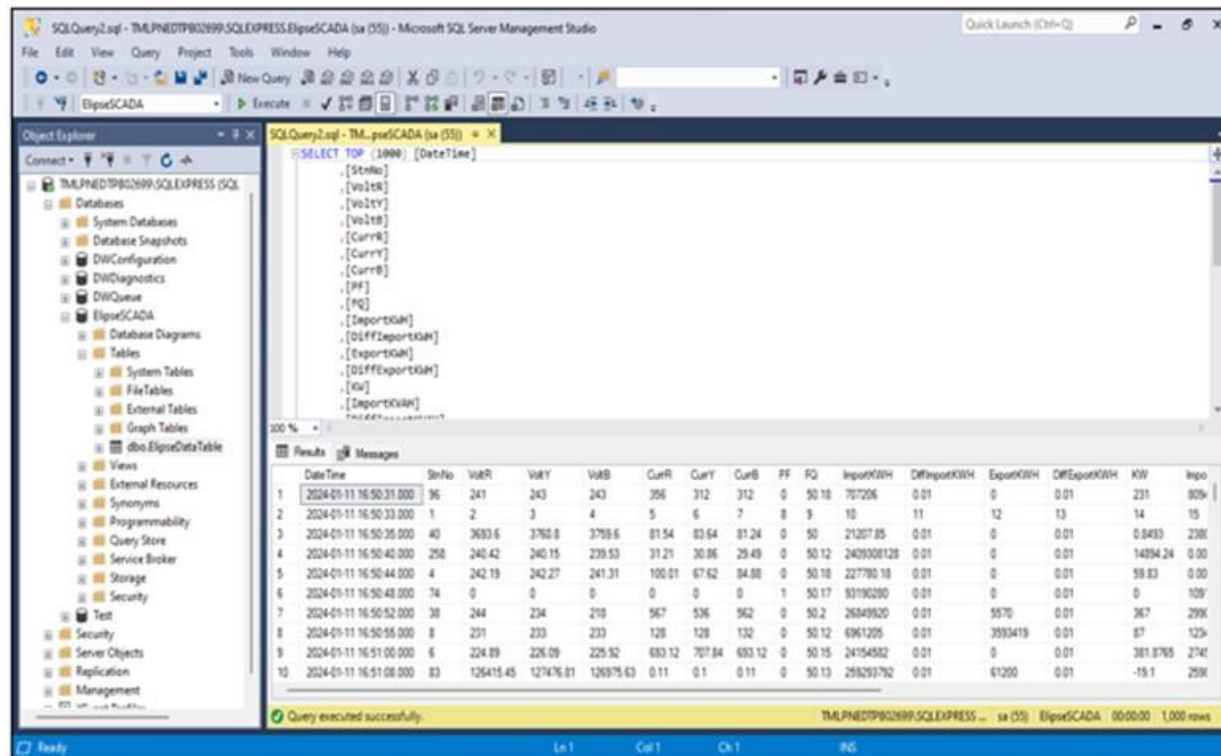 SQLQuery2.sql - TMLPNEDTPB02699\SQLEXPRESS.ElipseSCADA (sa (55)) - Microsoft SQL Server Management Studio
Quick Launch (Ctrl+Q)
File Edit View Query Project Tools Window Help
New Query
ElipseSCADA Execute
Object Explorer
Connect
TMLPNEDTPB02699\SQLEXPRESS (SQL
Databases
System Databases
Database Snapshots
DWConfiguration
DWDiagnostics
DWQueue
ElipseSCADA
Database Diagrams
Tables
System Tables
FileTables
External Tables
Graph Tables
dbo.ElipseDataTable
Views
External Resources
Synonyms
Programmability
Query Store
Service Broker
Storage
Security
Test
Security
Server Objects
Replication
Management
SQLQuery2.sql - TM...pseSCADA (sa (55))
SELECT TOP (1000) [DateTime]
,[StnNo]
,[VoltR]
,[VoltY]
,[VoltB]
,[CurrR]
,[CurrY]
,[CurrB]
,[PF]
,[FQ]
,[ImportKWH]
,[DiffImportKWH]
,[ExportKWH]
,[DiffExportKWH]
,[KW]
,[ImportKVAH]
100 %
Results Messages
DateTime StnNo VoltR VoltY VoltB CurrR CurrY CurrB PF FQ ImportKWH DiffImportKWH ExportKWH DiffExportKWH KW Impo
1 2024-01-11 16:50:31.000 96 241 243 243 356 312 312 0 50.18 707206 0.01 0 0.01 231 8094
2 2024-01-11 16:50:33.000 1 2 3 4 5 6 7 8 9 10 11 12 13 14 15
3 2024-01-11 16:50:35.000 40 3693.6 3760.8 3759.6 81.54 83.64 81.24 0 50 21207.85 0.01 0 0.01 0.8493
4 2024-01-11 16:50:40.000 258 240.42 240.15 239.53 31.21 30.86 29.49 0 50.12 2409308128 0.01 0 0.01 14894.24 0.00
5 2024-01-11 16:50:44.000 4 242.19 242.27 241.31 100.01 67.62 84.88 0 50.18 227780.18 0.01 0 0.01 59.83 0.00
6 2024-01-11 16:50:48.000 74 0 0 0 0 0 0 1 50.17 93190280 0.01 0 0.01 0
7 2024-01-11 16:50:52.000 38 244 234 218 567 536 562 0 50.2 26849920 0.01 5570 0.01 367
8 2024-01-11 16:50:55.000 8 231 233 233 128 128 132 0 50.12 6961205 0.01 3593419 0.01 87
9 2024-01-11 16:51:00.000 6 224.89 226.09 225.92 693.12 707.84 693.12 0 50.15 24154582 0.01 0 0.01 381.8765
10 2024-01-11 16:51:08.000 83 126415.45 127476.81 126975.63 0.11 0.1 0.11 0 50.13 259293792 0.01 61200 0.01 -19.1
Query executed successfully. TMLPNEDTPB02699\SQLEXPRESS ... sa (55) ElipseSCADA 00:00:00 1,000 rows
Ready Ln 1 Col 1 Ch 1 INS